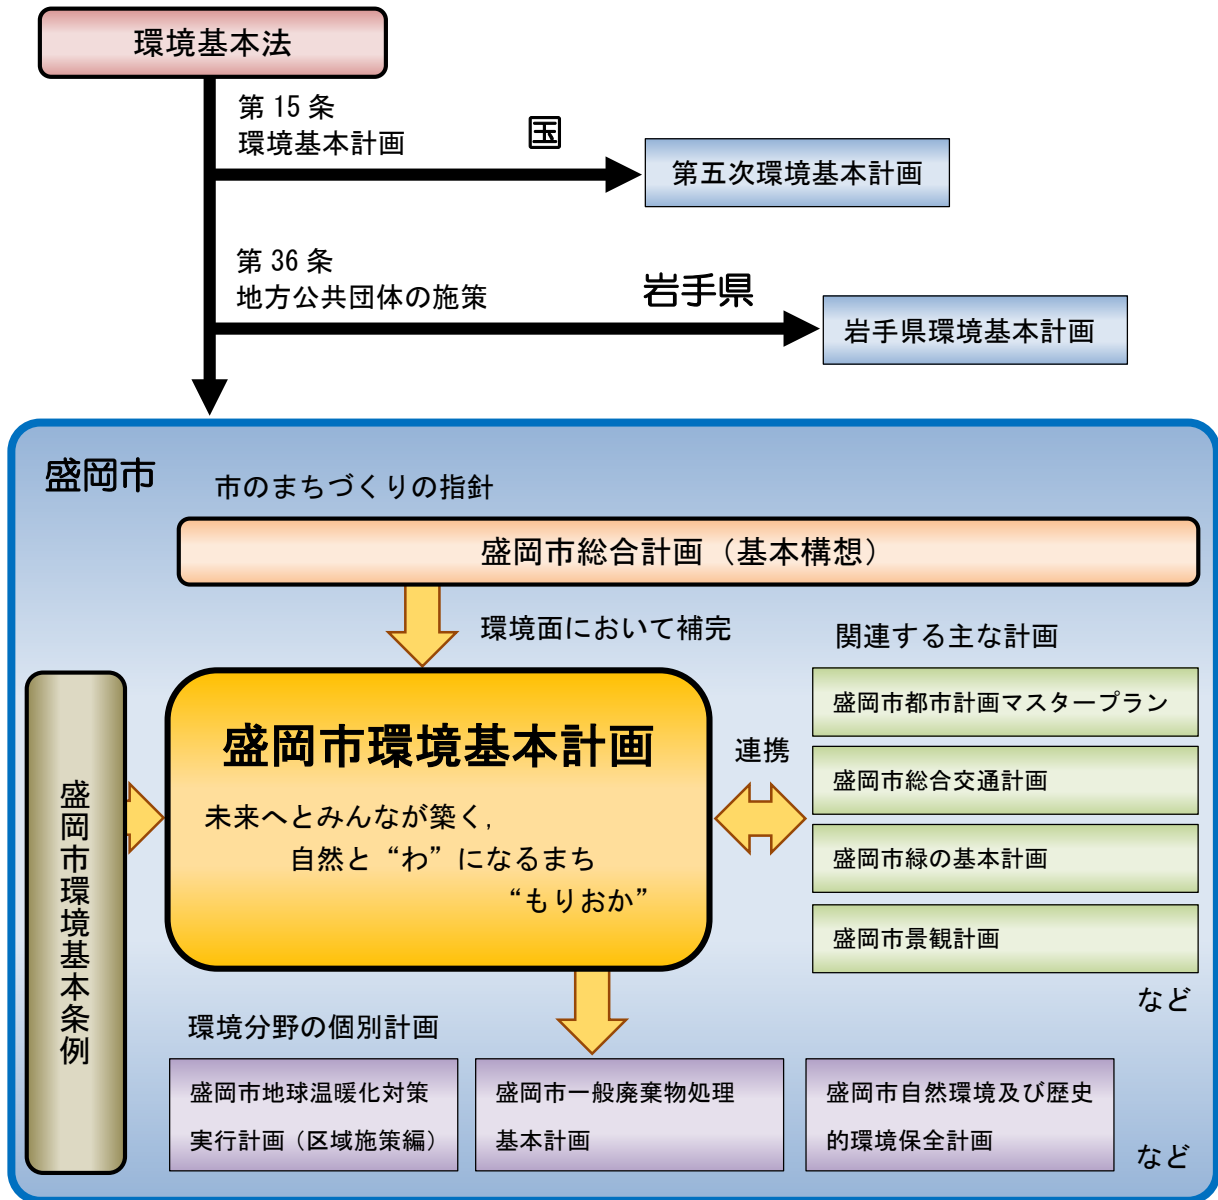 環境基本法
第 15 条
環境基本計画
国
第五次環境基本計画
第 36 条
地方公共団体の施策
岩手県
岩手県環境基本計画
盛岡市
市のまちづくりの指針
盛岡市総合計画（基本構想）
環境面において補完
関連する主な計画
盛岡市環境基本条例
盛岡市環境基本計画
未来へとみんなが築く，
自然と“わ”になるまち
“もりおか”
連携
盛岡市都市計画マスタープラン
盛岡市総合交通計画
盛岡市緑の基本計画
盛岡市景観計画
など
環境分野の個別計画
盛岡市地球温暖化対策
実行計画（区域施策編）
盛岡市一般廃棄物処理
基本計画
盛岡市自然環境及び歴史
的環境保全計画
など